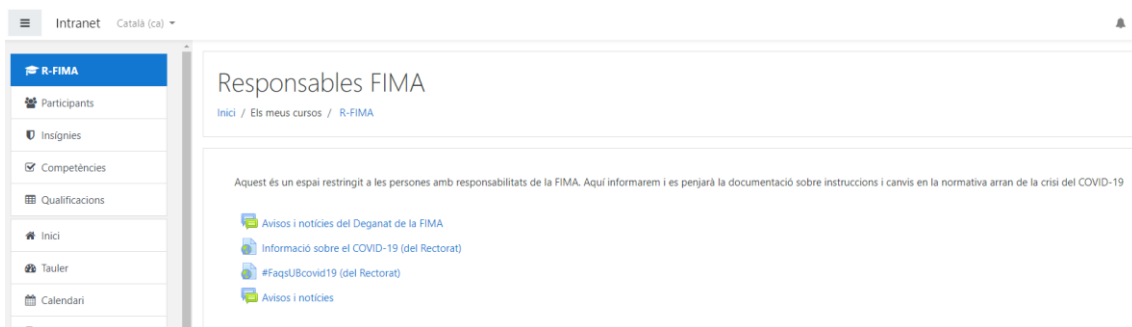 Intranet Català (ca)
R-FIMA
Participants
Insígnies
Competències
Qualificacions
Inici
Tauler
Calendari
Responsables FIMA
Inici / Els meus cursos / R-FIMA
Aquest és un espai restringit a les persones amb responsabilitats de la FIMA. Aquí informarem i es penjarà la documentació sobre instruccions i canvis en la normativa arran de la crisi del COVID-19
Avisos i notícies del Deganat de la FIMA
Informació sobre el COVID-19 (del Rectorat)
#FaqsUBcovid19 (del Rectorat)
Avisos i notícies